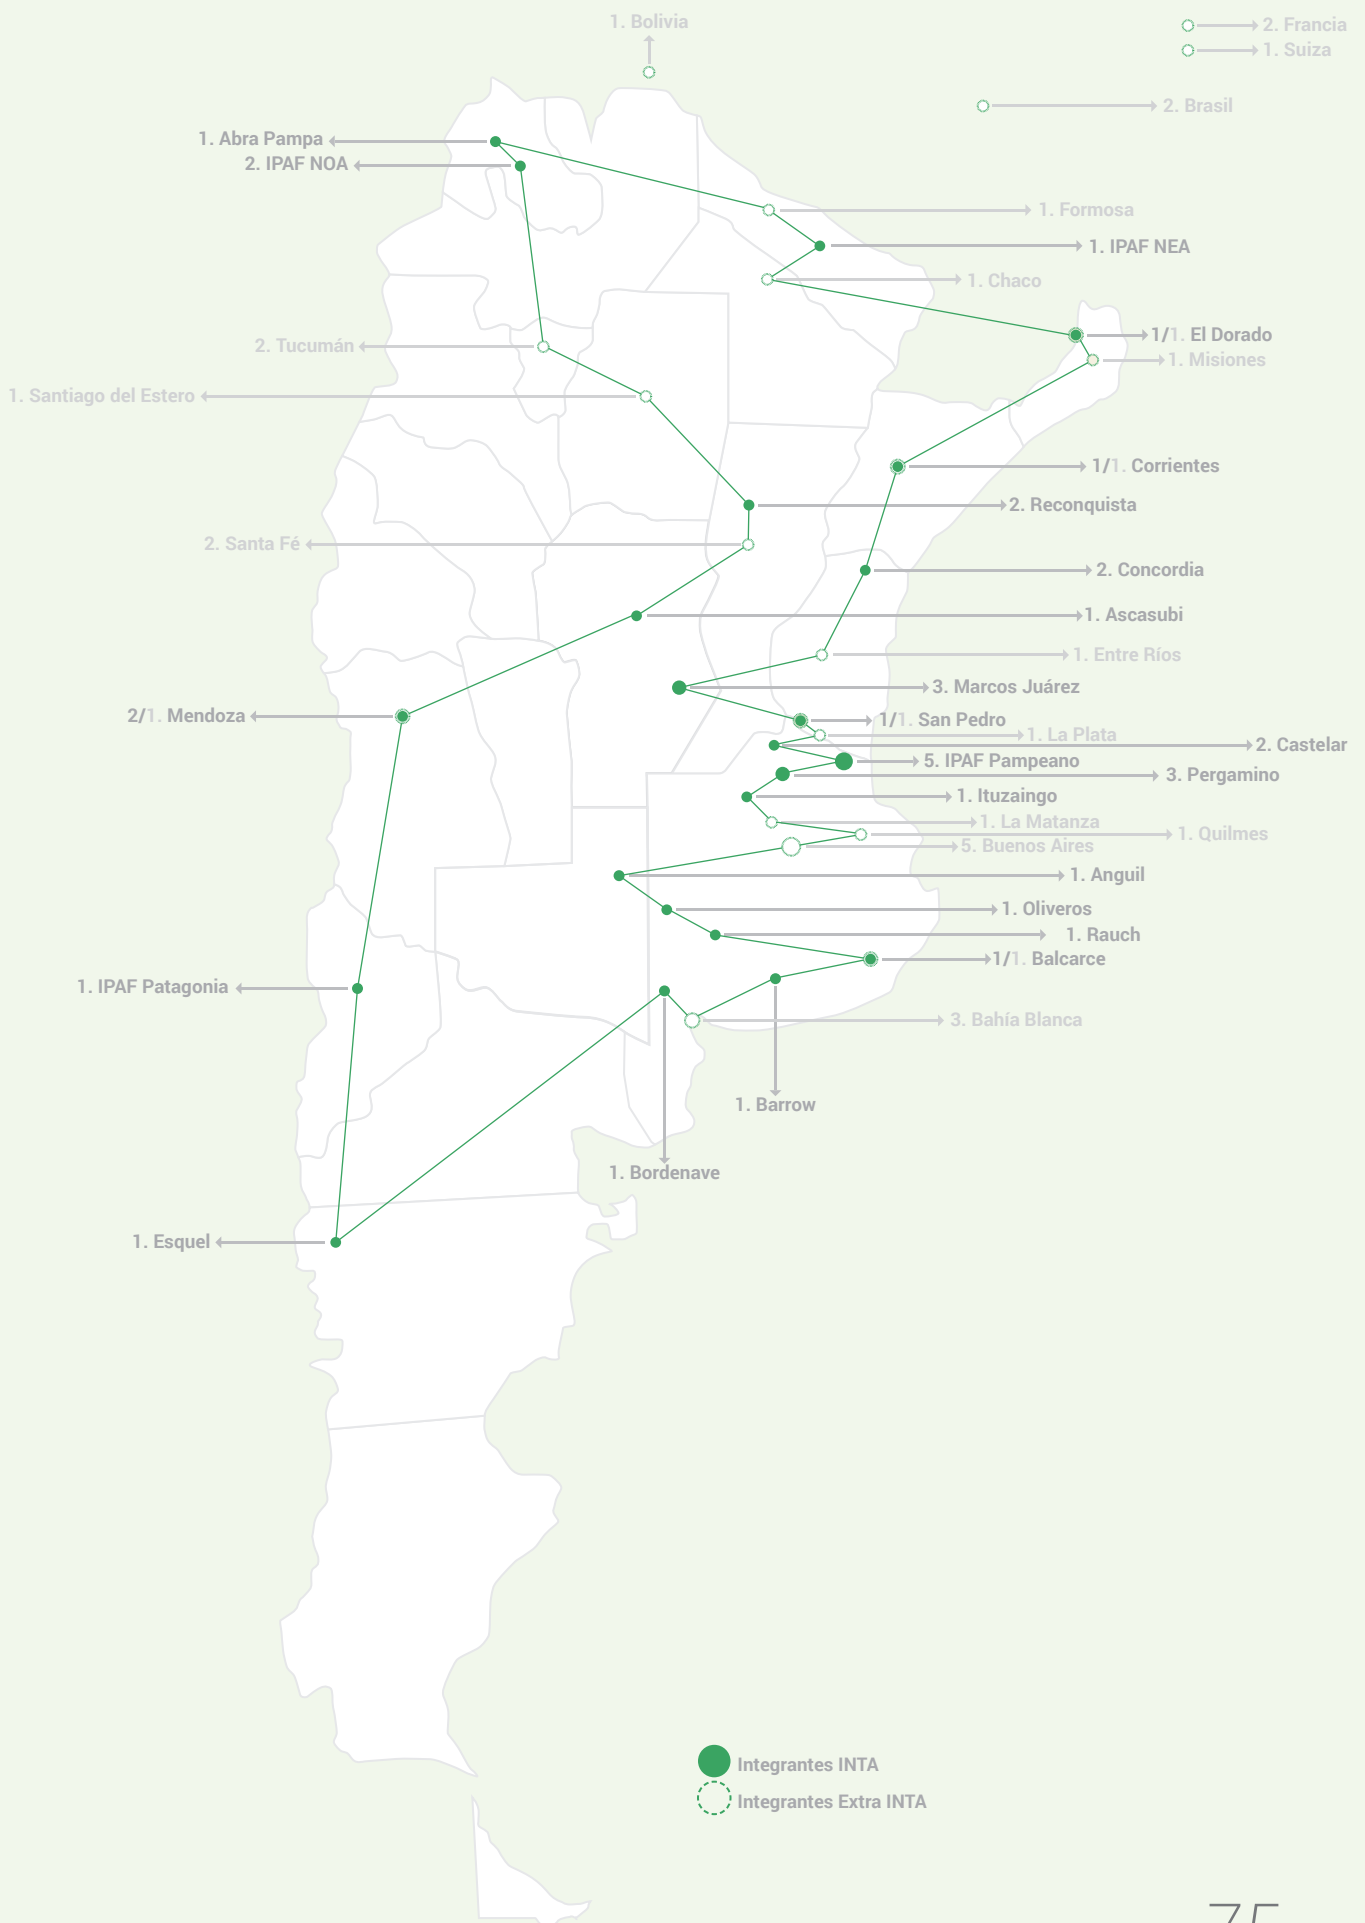 1. Bolivia
2. Francia
1. Suiza
2. Brasil
1. Abra Pampa
2. IPAF NOA
1. Formosa
1. IPAF NEA
1. Chaco
1/1. El Dorado
2. Tucumán
1. Misiones
1. Santiago del Estero
1/1. Corrientes
2. Reconquista
2. Santa Fé
2. Concordia
1. Ascasubi
1. Entre Ríos
3. Marcos Juárez
2/1. Mendoza
1/1. San Pedro
1. La Plata
2. Castelar
5. IPAF Pampeano
3. Pergamino
1. Ituzaingo
1. La Matanza
1. Quilmes
5. Buenos Aires
1. Anguil
1. Oliveros
1. Rauch
1/1. Balcarce
1. IPAF Patagonia
3. Bahía Blanca
1. Barrow
1. Bordenave
1. Esquel
Integrantes INTA
Integrantes Extra INTA